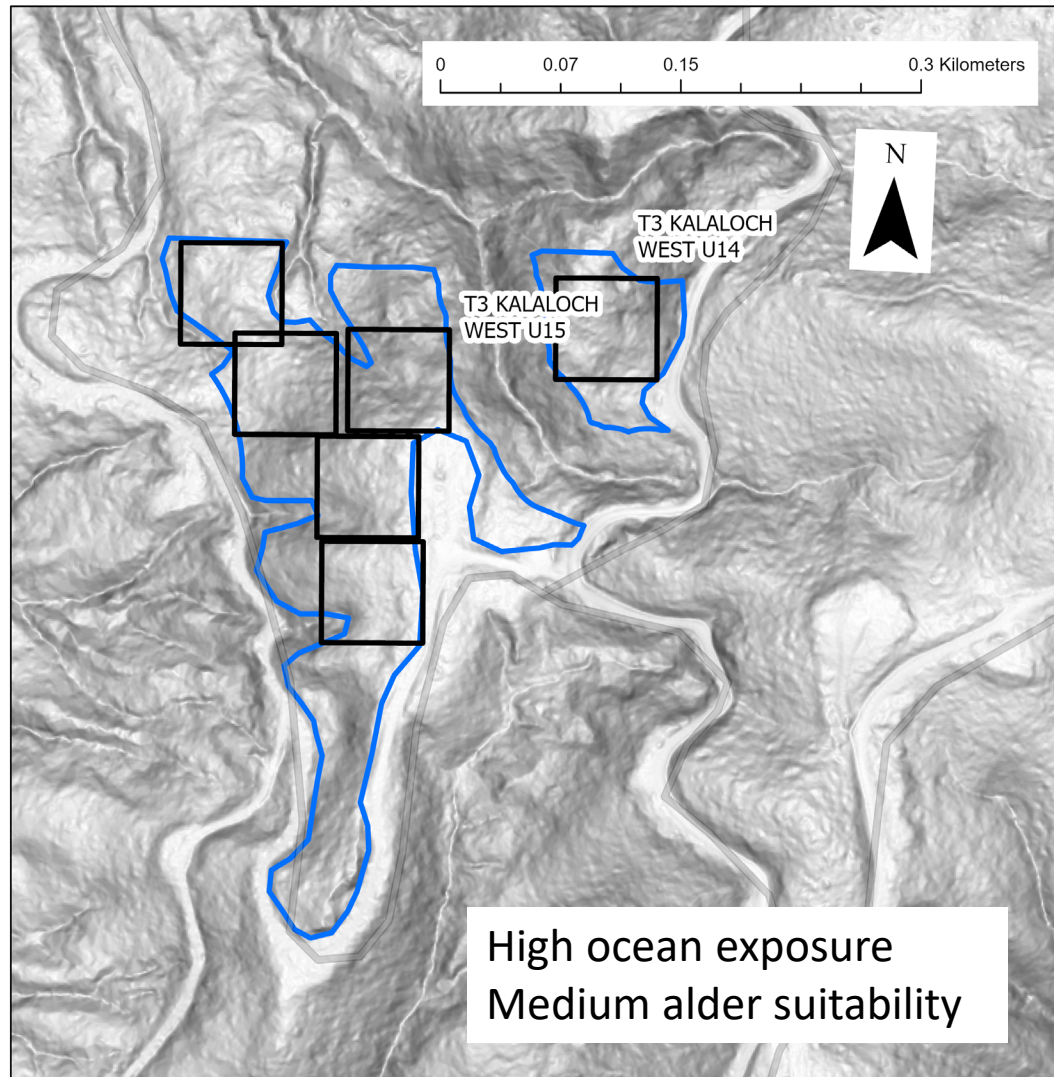 0 0.07 0.15 0.3 Kilometers
N
T3 KALALOCH
WEST U14
T3 KALALOCH
WEST U15
High ocean exposure
Medium alder suitability